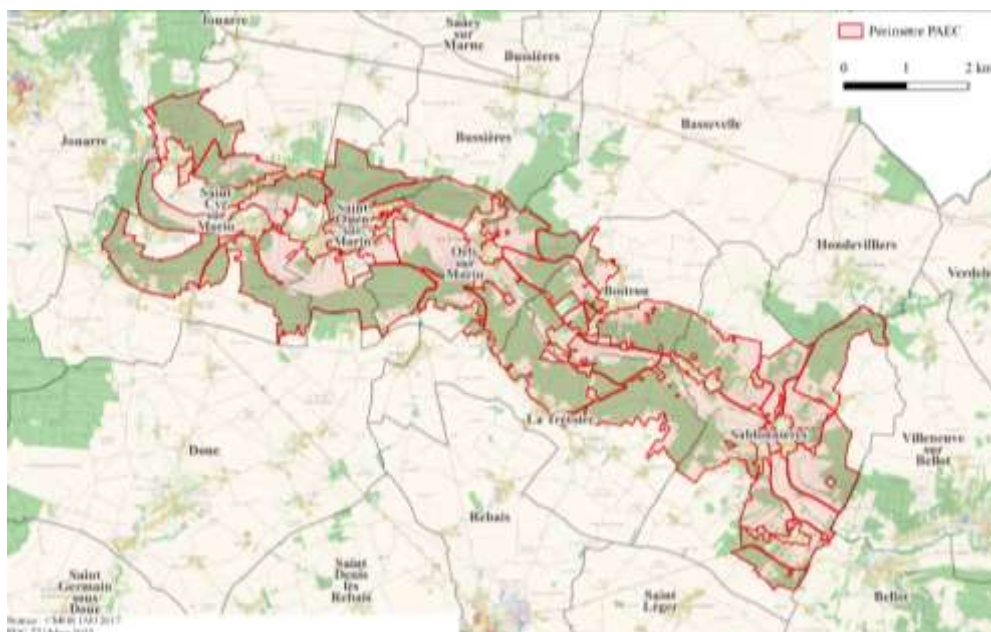 Jouarre
Saâcy
sur
Marne
Bussières
Périmètre PAEC
0 1 2 km
Jouarre
Bussières
Bassevelle
Saint
Cyr
sur
Morin
Saint
Ouen
sur
Morin
Orly
sur
Morin
Hondevilliers
Verdelot
Boitron
La Trétoire
Sablonnières
Doue
Villeneuve
sur
Bellot
Rebais
Saint
Germain
sous
Doue
Saint
Denis
lès
Rebais
Saint
Léger
Bellot